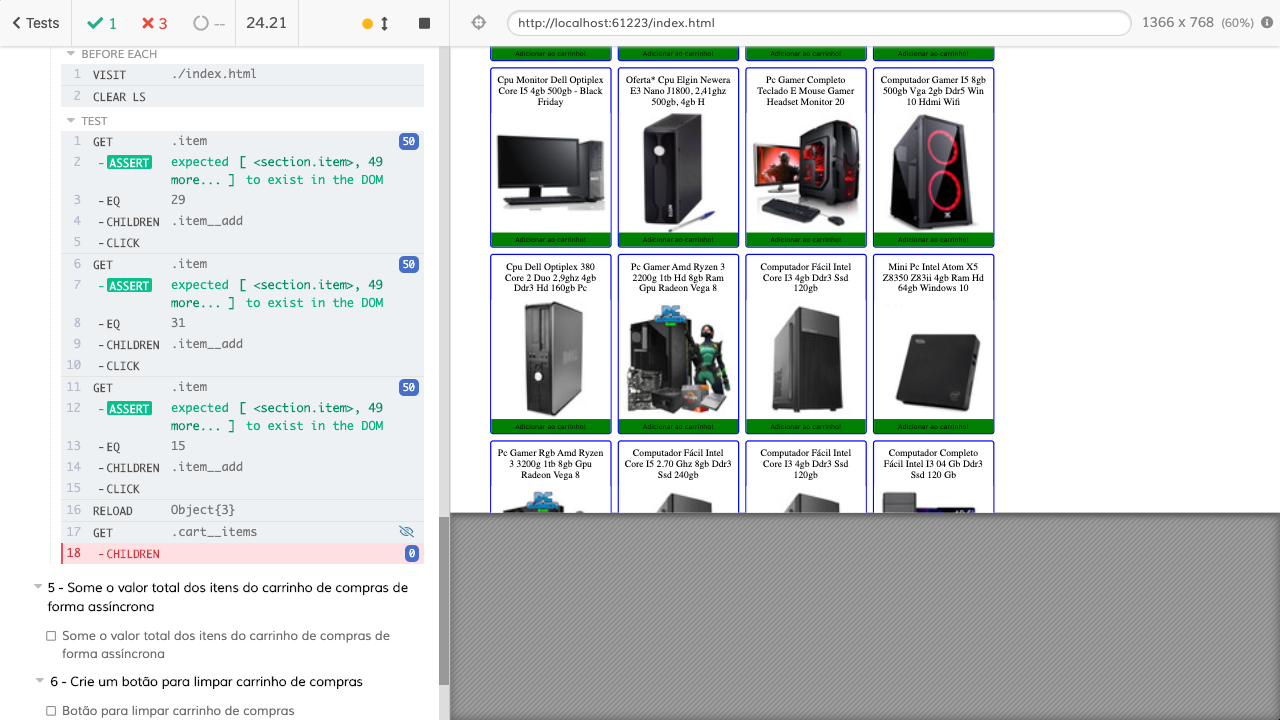 Tests
1
3
--
24.21
http://localhost:61223/index.html
1366 x 768 (60%)
BEFORE EACH
1 VISIT ./index.html
2 CLEAR LS
TEST
1 GET .item 50
2 -ASSERT expected [ <section.item>, 49
more... ] to exist in the DOM
3 -EQ 29
4 -CHILDREN .item__add
5 -CLICK
6 GET .item 50
7 -ASSERT expected [ <section.item>, 49
more... ] to exist in the DOM
8 -EQ 31
9 -CHILDREN .item__add
10 -CLICK
11 GET .item 50
12 -ASSERT expected [ <section.item>, 49
more... ] to exist in the DOM
13 -EQ 15
14 -CHILDREN .item__add
15 -CLICK
16 RELOAD Object{3}
17 GET .cart__items
18 -CHILDREN 0
5 - Some o valor total dos itens do carrinho de compras de
forma assíncrona
Some o valor total dos itens do carrinho de compras de
forma assíncrona
6 - Crie um botão para limpar carrinho de compras
Botão para limpar carrinho de compras
Adicionar ao carrinho! Adicionar ao carrinho! Adicionar ao carrinho! Adicionar ao carrinho!
Cpu Monitor Dell Optiplex
Core I5 4gb 500gb - Black
Friday
Oferta* Cpu Elgin Newera
E3 Nano J1800, 2,41ghz
500gb, 4gb H
Pc Gamer Completo
Teclado E Mouse Gamer
Headset Monitor 20
Computador Gamer I5 8gb
500gb Vga 2gb Ddr5 Win
10 Hdmi Wifi
Adicionar ao carrinho! Adicionar ao carrinho! Adicionar ao carrinho! Adicionar ao carrinho!
Cpu Dell Optiplex 380
Core 2 Duo 2,9ghz 4gb
Ddr3 Hd 160gb Pc
Pc Gamer Amd Ryzen 3
2200g 1tb Hd 8gb Ram
Gpu Radeon Vega 8
Computador Fácil Intel
Core I3 4gb Ddr3 Ssd
120gb
Mini Pc Intel Atom X5
Z8350 Z83ii 4gb Ram Hd
64gb Windows 10
Adicionar ao carrinho! Adicionar ao carrinho! Adicionar ao carrinho! Adicionar ao carrinho!
Pc Gamer Rgb Amd Ryzen
3 3200g 1tb 8gb Gpu
Radeon Vega 8
Computador Fácil Intel
Core I5 2.70 Ghz 8gb Ddr3
Ssd 240gb
Computador Fácil Intel
Core I3 4gb Ddr3 Ssd
120gb
Computador Completo
Fácil Intel I3 04 Gb Ddr3
Ssd 120 Gb